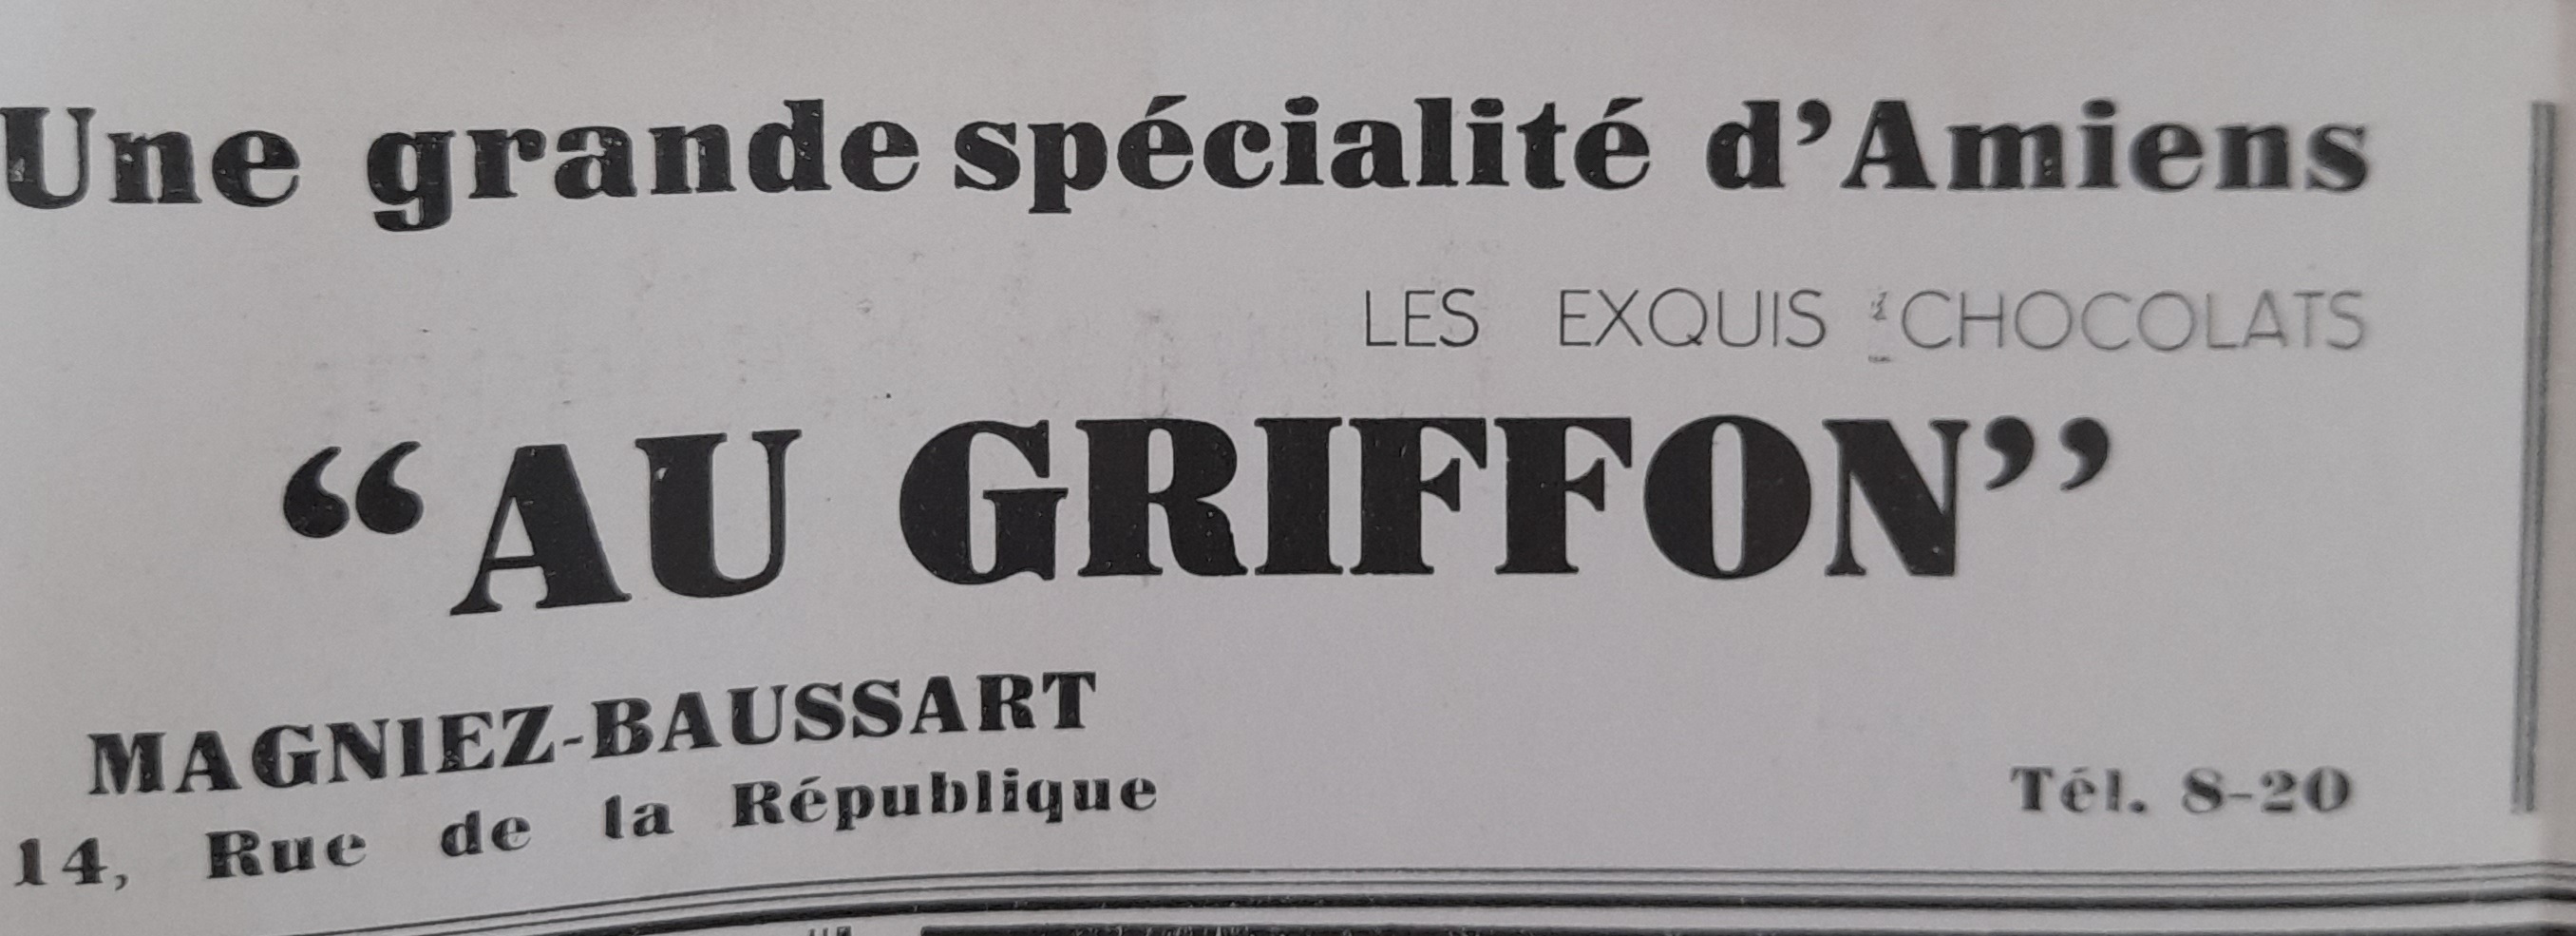 Une grande spécialité d’Amiens
LES EXQUIS CHOCOLATS
“AU GRIFFON”
MAGNIEZ-BAUSSART
14, Rue de la République
Tél. 8-20